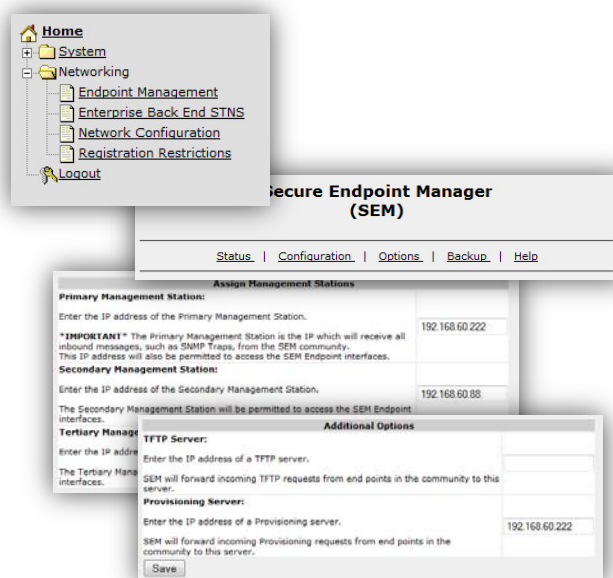 Home
System
Networking
Endpoint Management
Enterprise Back End STNS
Network Configuration
Registration Restrictions
Logout
Secure Endpoint Manager
(SEM)
Status | Configuration | Options | Backup | Help
Assign Management Stations
Primary Management Station:
Enter the IP address of the Primary Management Station.
192.168.60.222
*IMPORTANT* The Primary Management Station is the IP which will receive all
inbound messages, such as SNMP Traps, from the SEM community.
This IP address will also be permitted to access the SEM Endpoint interfaces.
Secondary Management Station:
Enter the IP address of the Secondary Management Station.
192.168.60.88
The Secondary Management Station will be permitted to access the SEM Endpoint
interfaces.
Tertiary Manage
Enter the IP addre
The Tertiary Mana
interfaces.
Additional Options
TFTP Server:
Enter the IP address of a TFTP server.
SEM will forward incoming TFTP requests from end points in the community to this
server.
Provisioning Server:
Enter the IP address of a Provisioning server.
192.168.60.222
SEM will forward incoming Provisioning requests from end points in the
community to this server.
Save